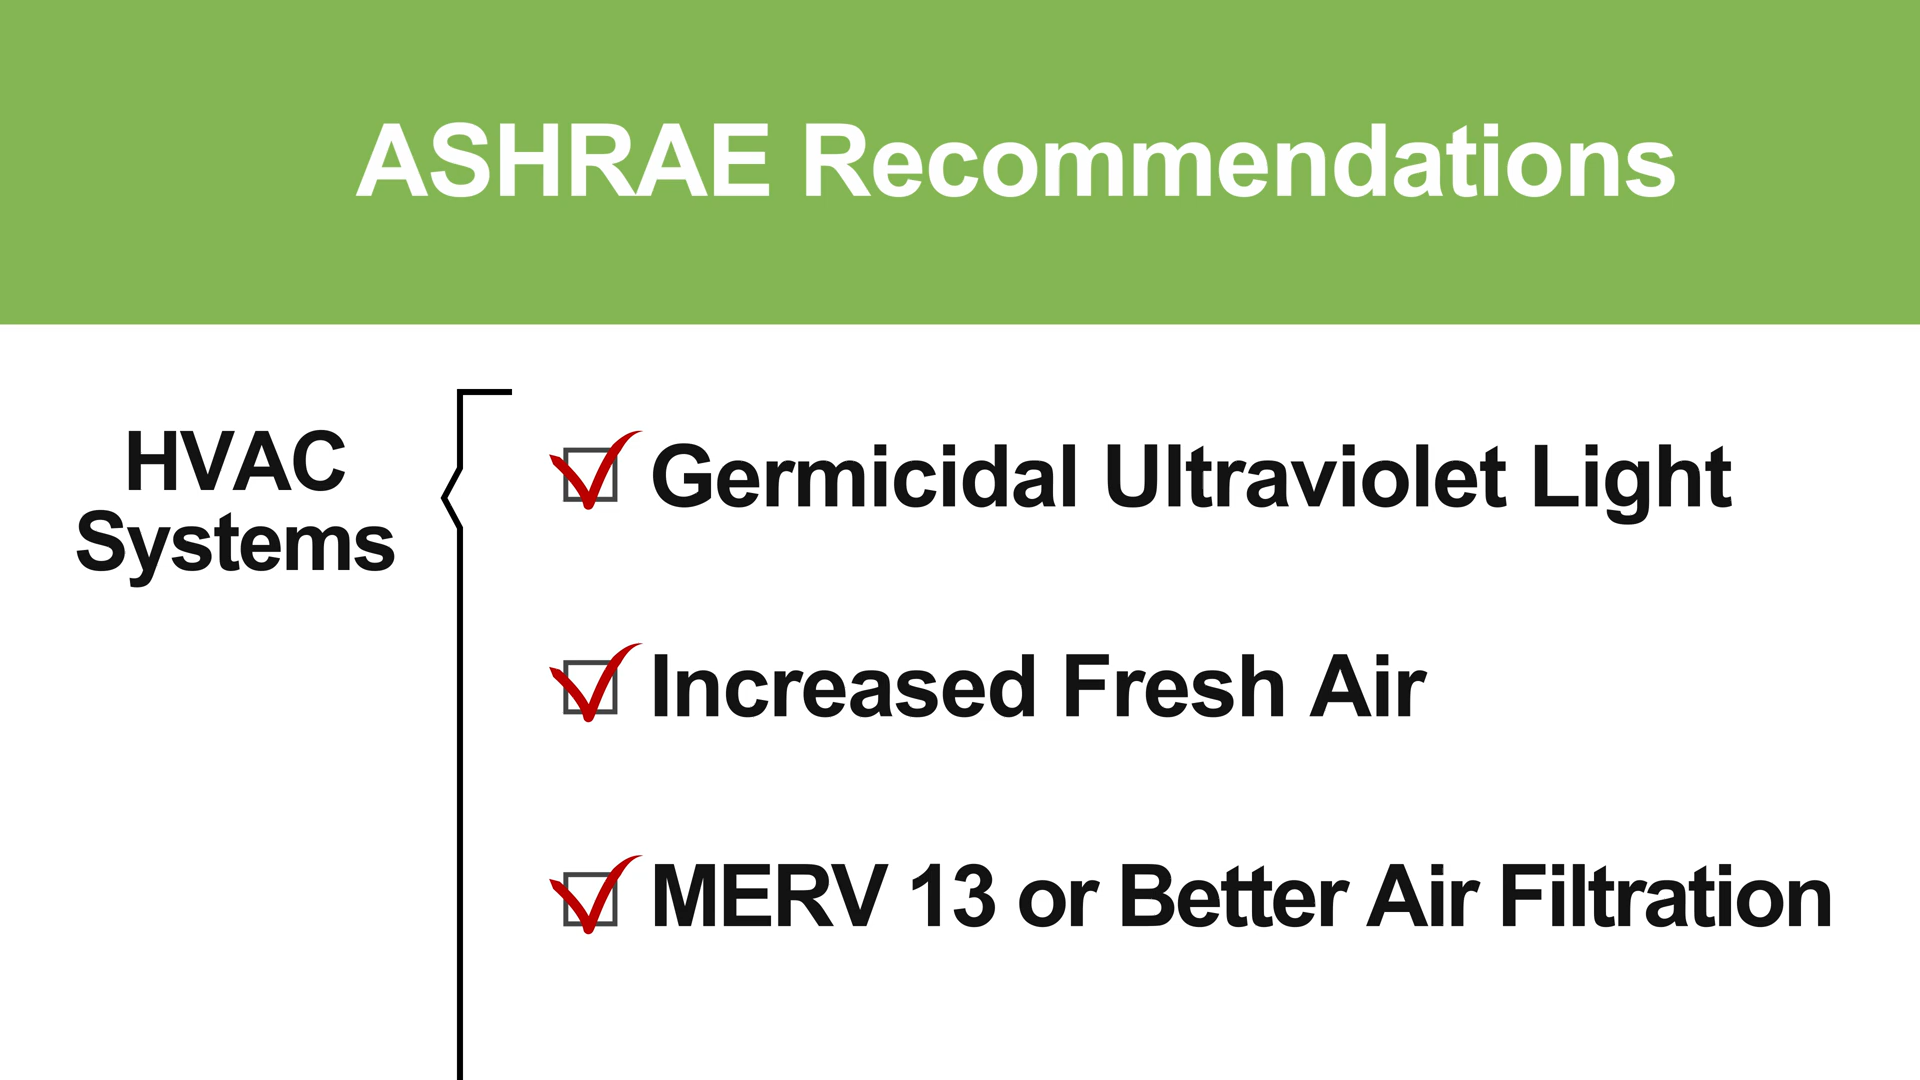 ASHRAE Recommendations
HVAC
Systems
Germicidal Ultraviolet Light
Increased Fresh Air
MERV 13 or Better Air Filtration